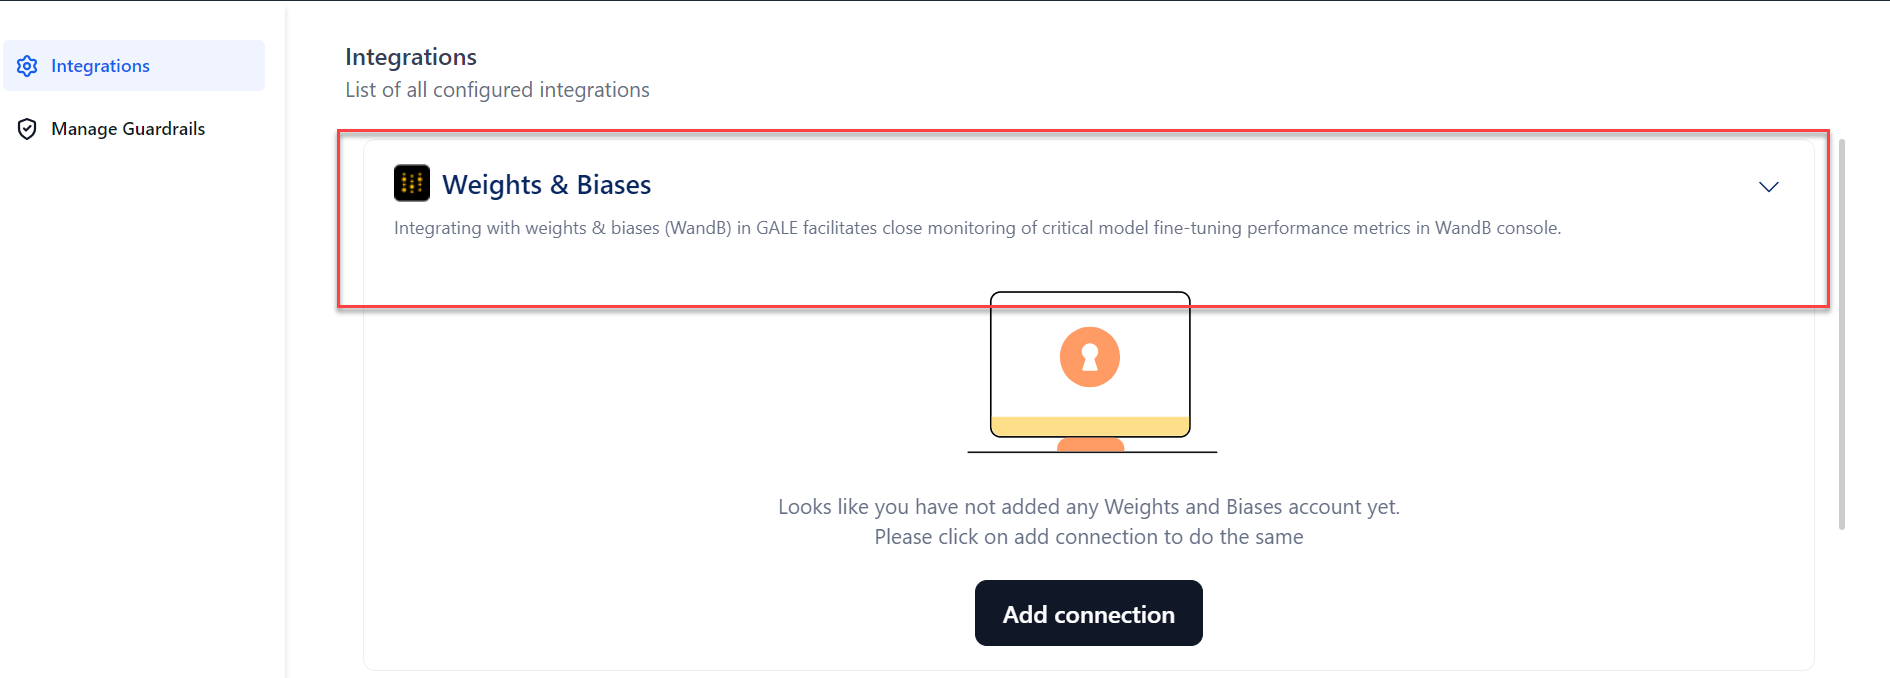 Integrations
Manage Guardrails
Integrations
List of all configured integrations
Weights & Biases
Integrating with weights & biases (WandB) in GALE facilitates close monitoring of critical model fine-tuning performance metrics in WandB console.
Looks like you have not added any Weights and Biases account yet.
Please click on add connection to do the same
Add connection